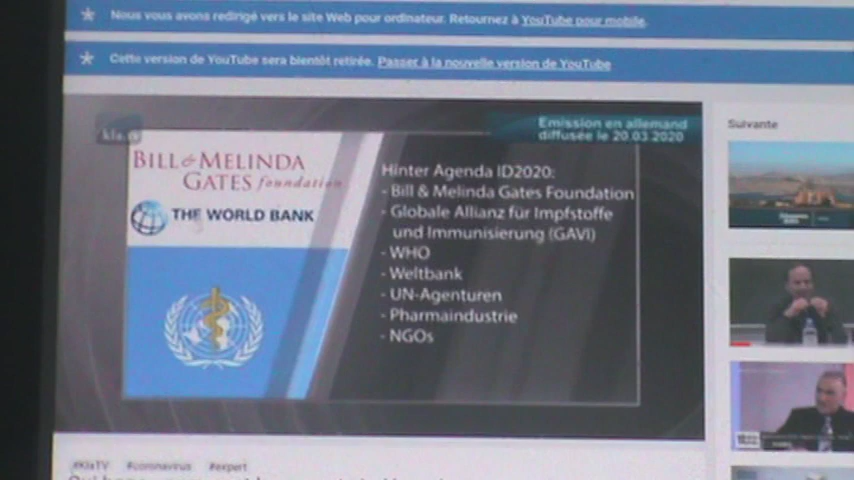 Nous vous avons redirigé vers le site Web pour ordinateur. Retournez à YouTube pour mobile.
Cette version de YouTube sera bientôt retirée. Passer à la nouvelle version de YouTube
kla.tv
Emission en allemand
diffusée le 20.03.2020
Suivante
BILL & MELINDA
GATES foundation
THE WORLD BANK
Hinter Agenda ID2020:
- Bill & Melinda Gates Foundation
- Globale Allianz für Impfstoffe
und Immunisierung (GAVI)
- WHO
- Weltbank
- UN-Agenturen
- Pharmaindustrie
- NGOs
#KlaTV #coronavirus #expert